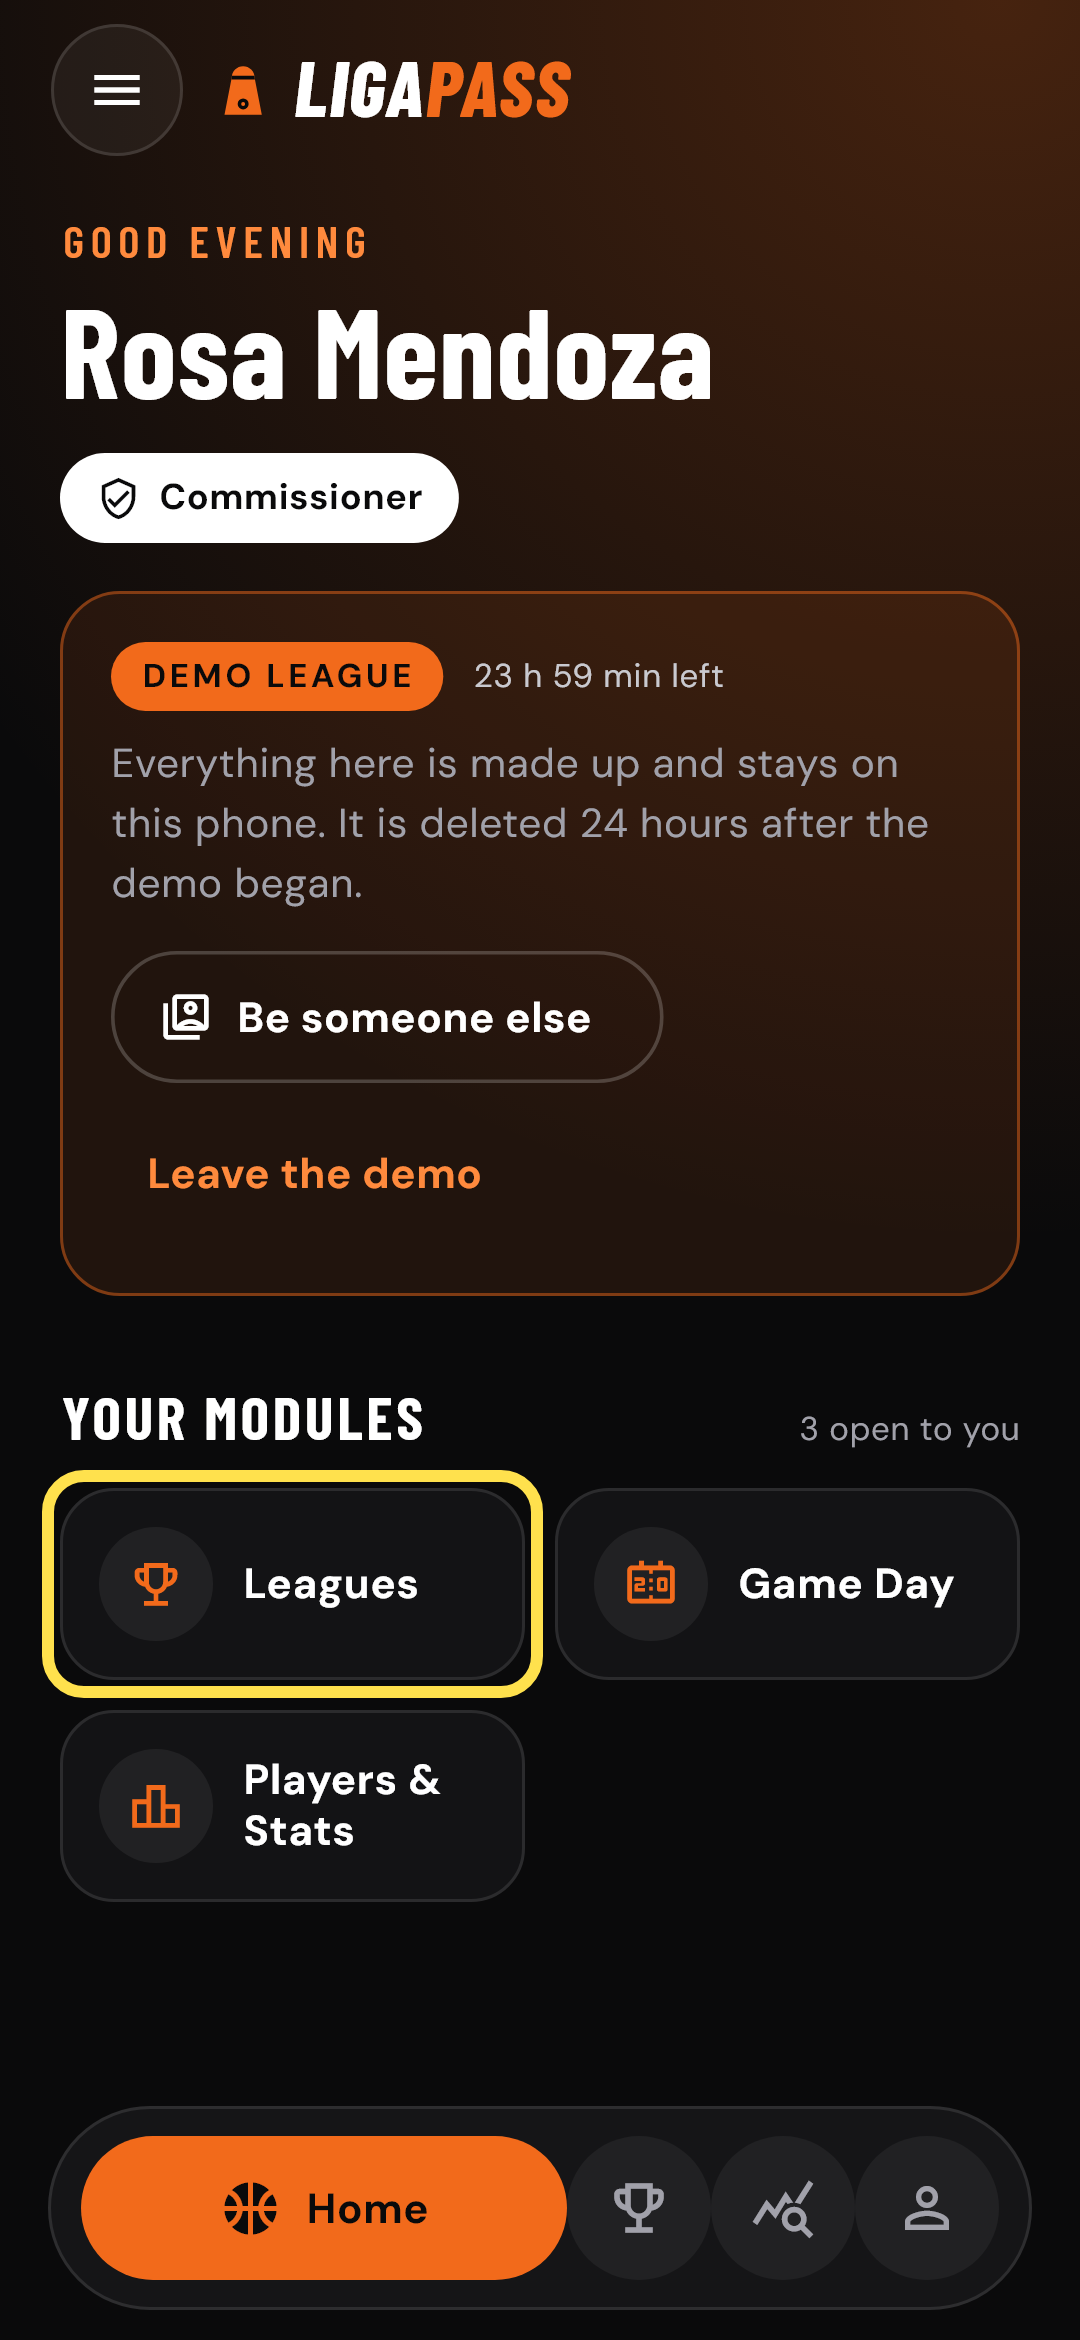 LIGAPASS
GOOD EVENING
Rosa Mendoza
Commissioner
DEMO LEAGUE 23 h 59 min left
Everything here is made up and stays on
this phone. It is deleted 24 hours after the
demo began.
Be someone else
Leave the demo
YOUR MODULES 3 open to you
Leagues
2:0
Game Day
Players &
Stats
Home